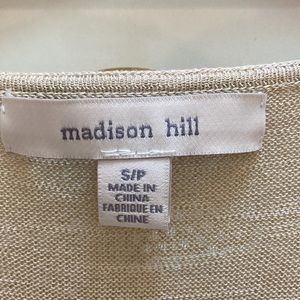 madison hill
S/P
MADE IN
CHINA
FABRIQUE EN
CHINE